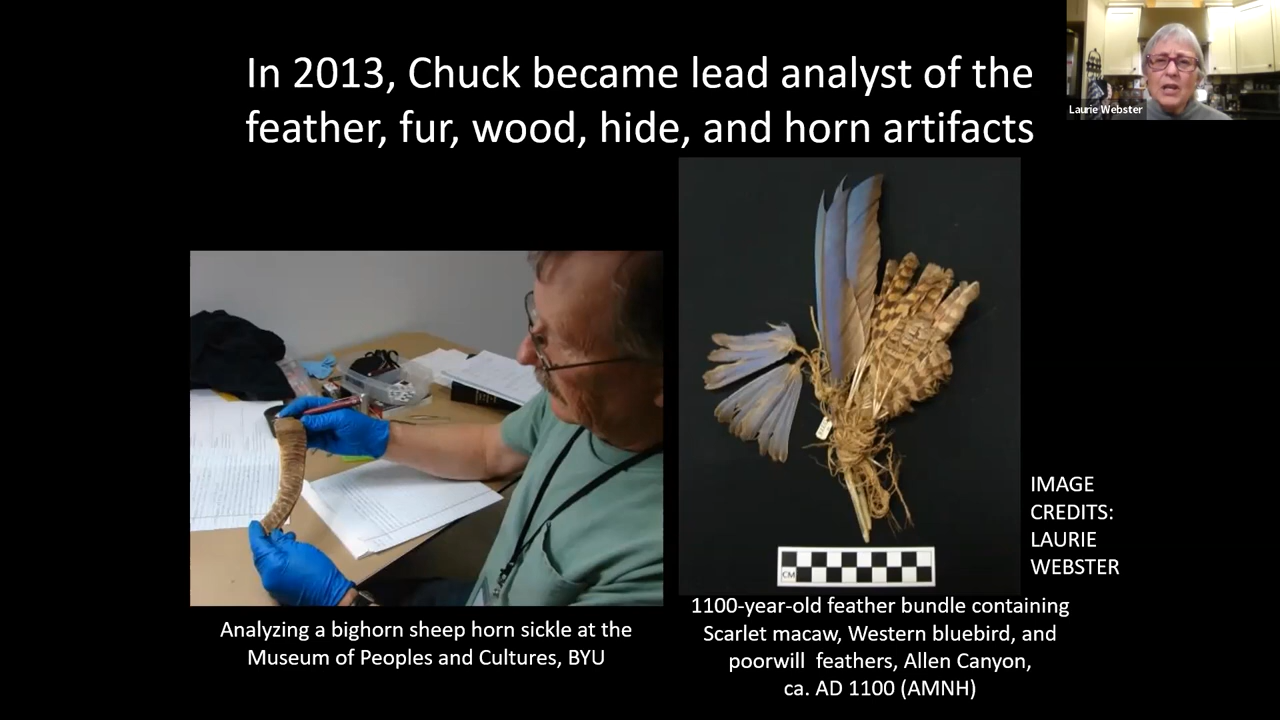 In 2013, Chuck became lead analyst of the
feather, fur, wood, hide, and horn artifacts
Laurie Webster
CM
IMAGE
CREDITS:
LAURIE
WEBSTER
Analyzing a bighorn sheep horn sickle at the
Museum of Peoples and Cultures, BYU
1100-year-old feather bundle containing
Scarlet macaw, Western bluebird, and
poorwill feathers, Allen Canyon,
ca. AD 1100 (AMNH)